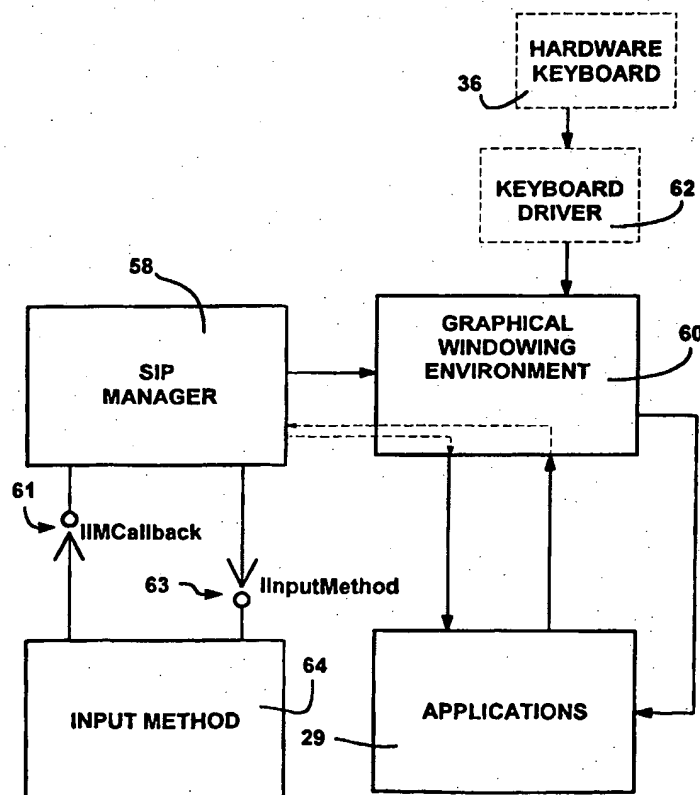 HARDWARE
KEYBOARD
36
KEYBOARD
DRIVER
62
58
SIP
MANAGER
GRAPHICAL
WINDOWING
ENVIRONMENT
60
61
IIMCallback
63
IInputMethod
64
INPUT METHOD
29
APPLICATIONS